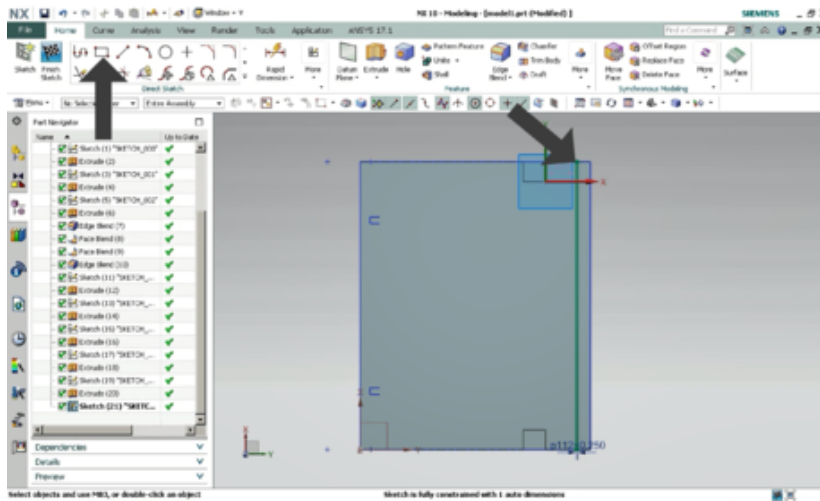 NX
Window
NX 10 - Modeling - [model1.prt (Modified) ]
SIEMENS
File Home Curve Analysis View Render Tools Application ANSYS 17.1
Find a Command
Sketch Finish Sketch
Rapid Dimension
More
Datum Plane
Extrude
Hole
Pattern Feature
Unite
Shell
Edge Blend
Chamfer
Trim Body
Draft
More
Move Face
Offset Region
Replace Face
Delete Face
More
Surface
Direct Sketch
Feature
Synchronous Modeling
Menu
Entire Assembly
Part Navigator
Name Up to Date
Sketch (1) "SKETCH_000"
Extrude (2)
Sketch (3) "SKETCH_001"
Extrude (4)
Sketch (5) "SKETCH_002"
Extrude (6)
Edge Blend (7)
Face Blend (8)
Face Blend (9)
Edge Blend (10)
Sketch (11) "SKETCH_...
Extrude (12)
Sketch (13) "SKETCH_...
Extrude (14)
Sketch (15) "SKETCH_...
Extrude (16)
Sketch (17) "SKETCH_...
Extrude (18)
Sketch (19) "SKETCH_...
Extrude (20)
Sketch (21) "SKETC...
Dependencies
Details
Preview
X
X
Y
Select objects and use MB3, or double-click an object
Sketch is fully constrained with 1 auto dimensions